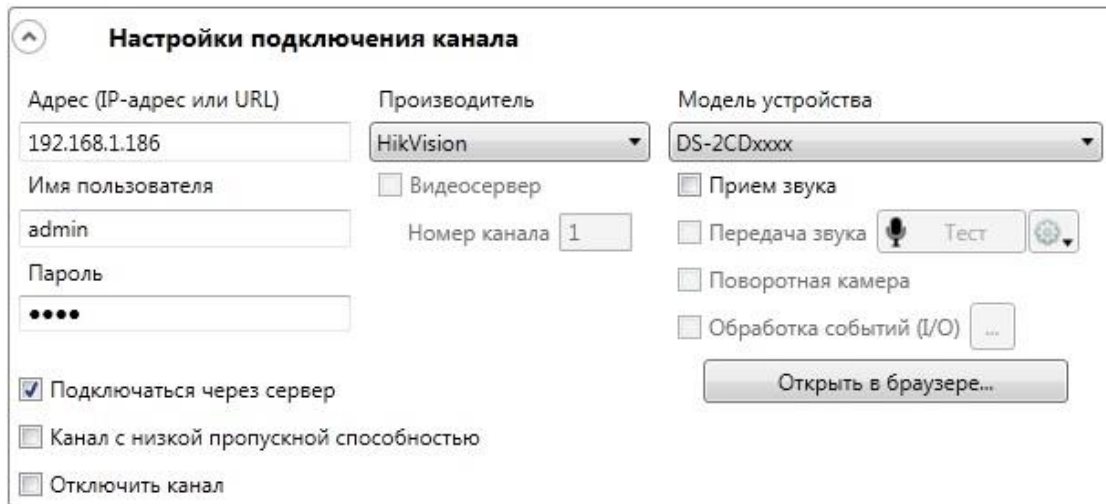 Настройки подключения канала
Адрес (IP-адрес или URL) Производитель Модель устройства
192.168.1.186 HikVision DS-2CDxxxx
Имя пользователя Видеосервер Прием звука
admin Номер канала 1 Передача звука Тест
Пароль Поворотная камера
●●●● Обработка событий (I/O) ...
Подключаться через сервер Открыть в браузере...
Канал с низкой пропускной способностью
Отключить канал